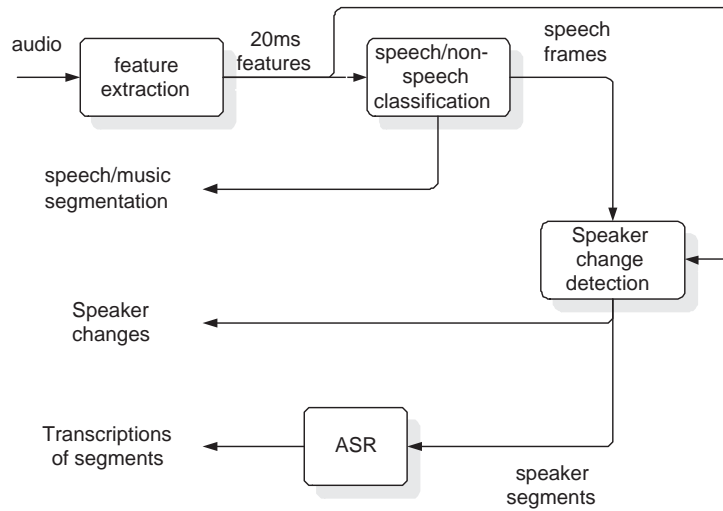 audio
feature
extraction
20ms
features
speech/non-
speech
classification
speech
frames
speech/music
segmentation
Speaker
change
detection
Speaker
changes
Transcriptions
of segments
ASR
speaker
segments